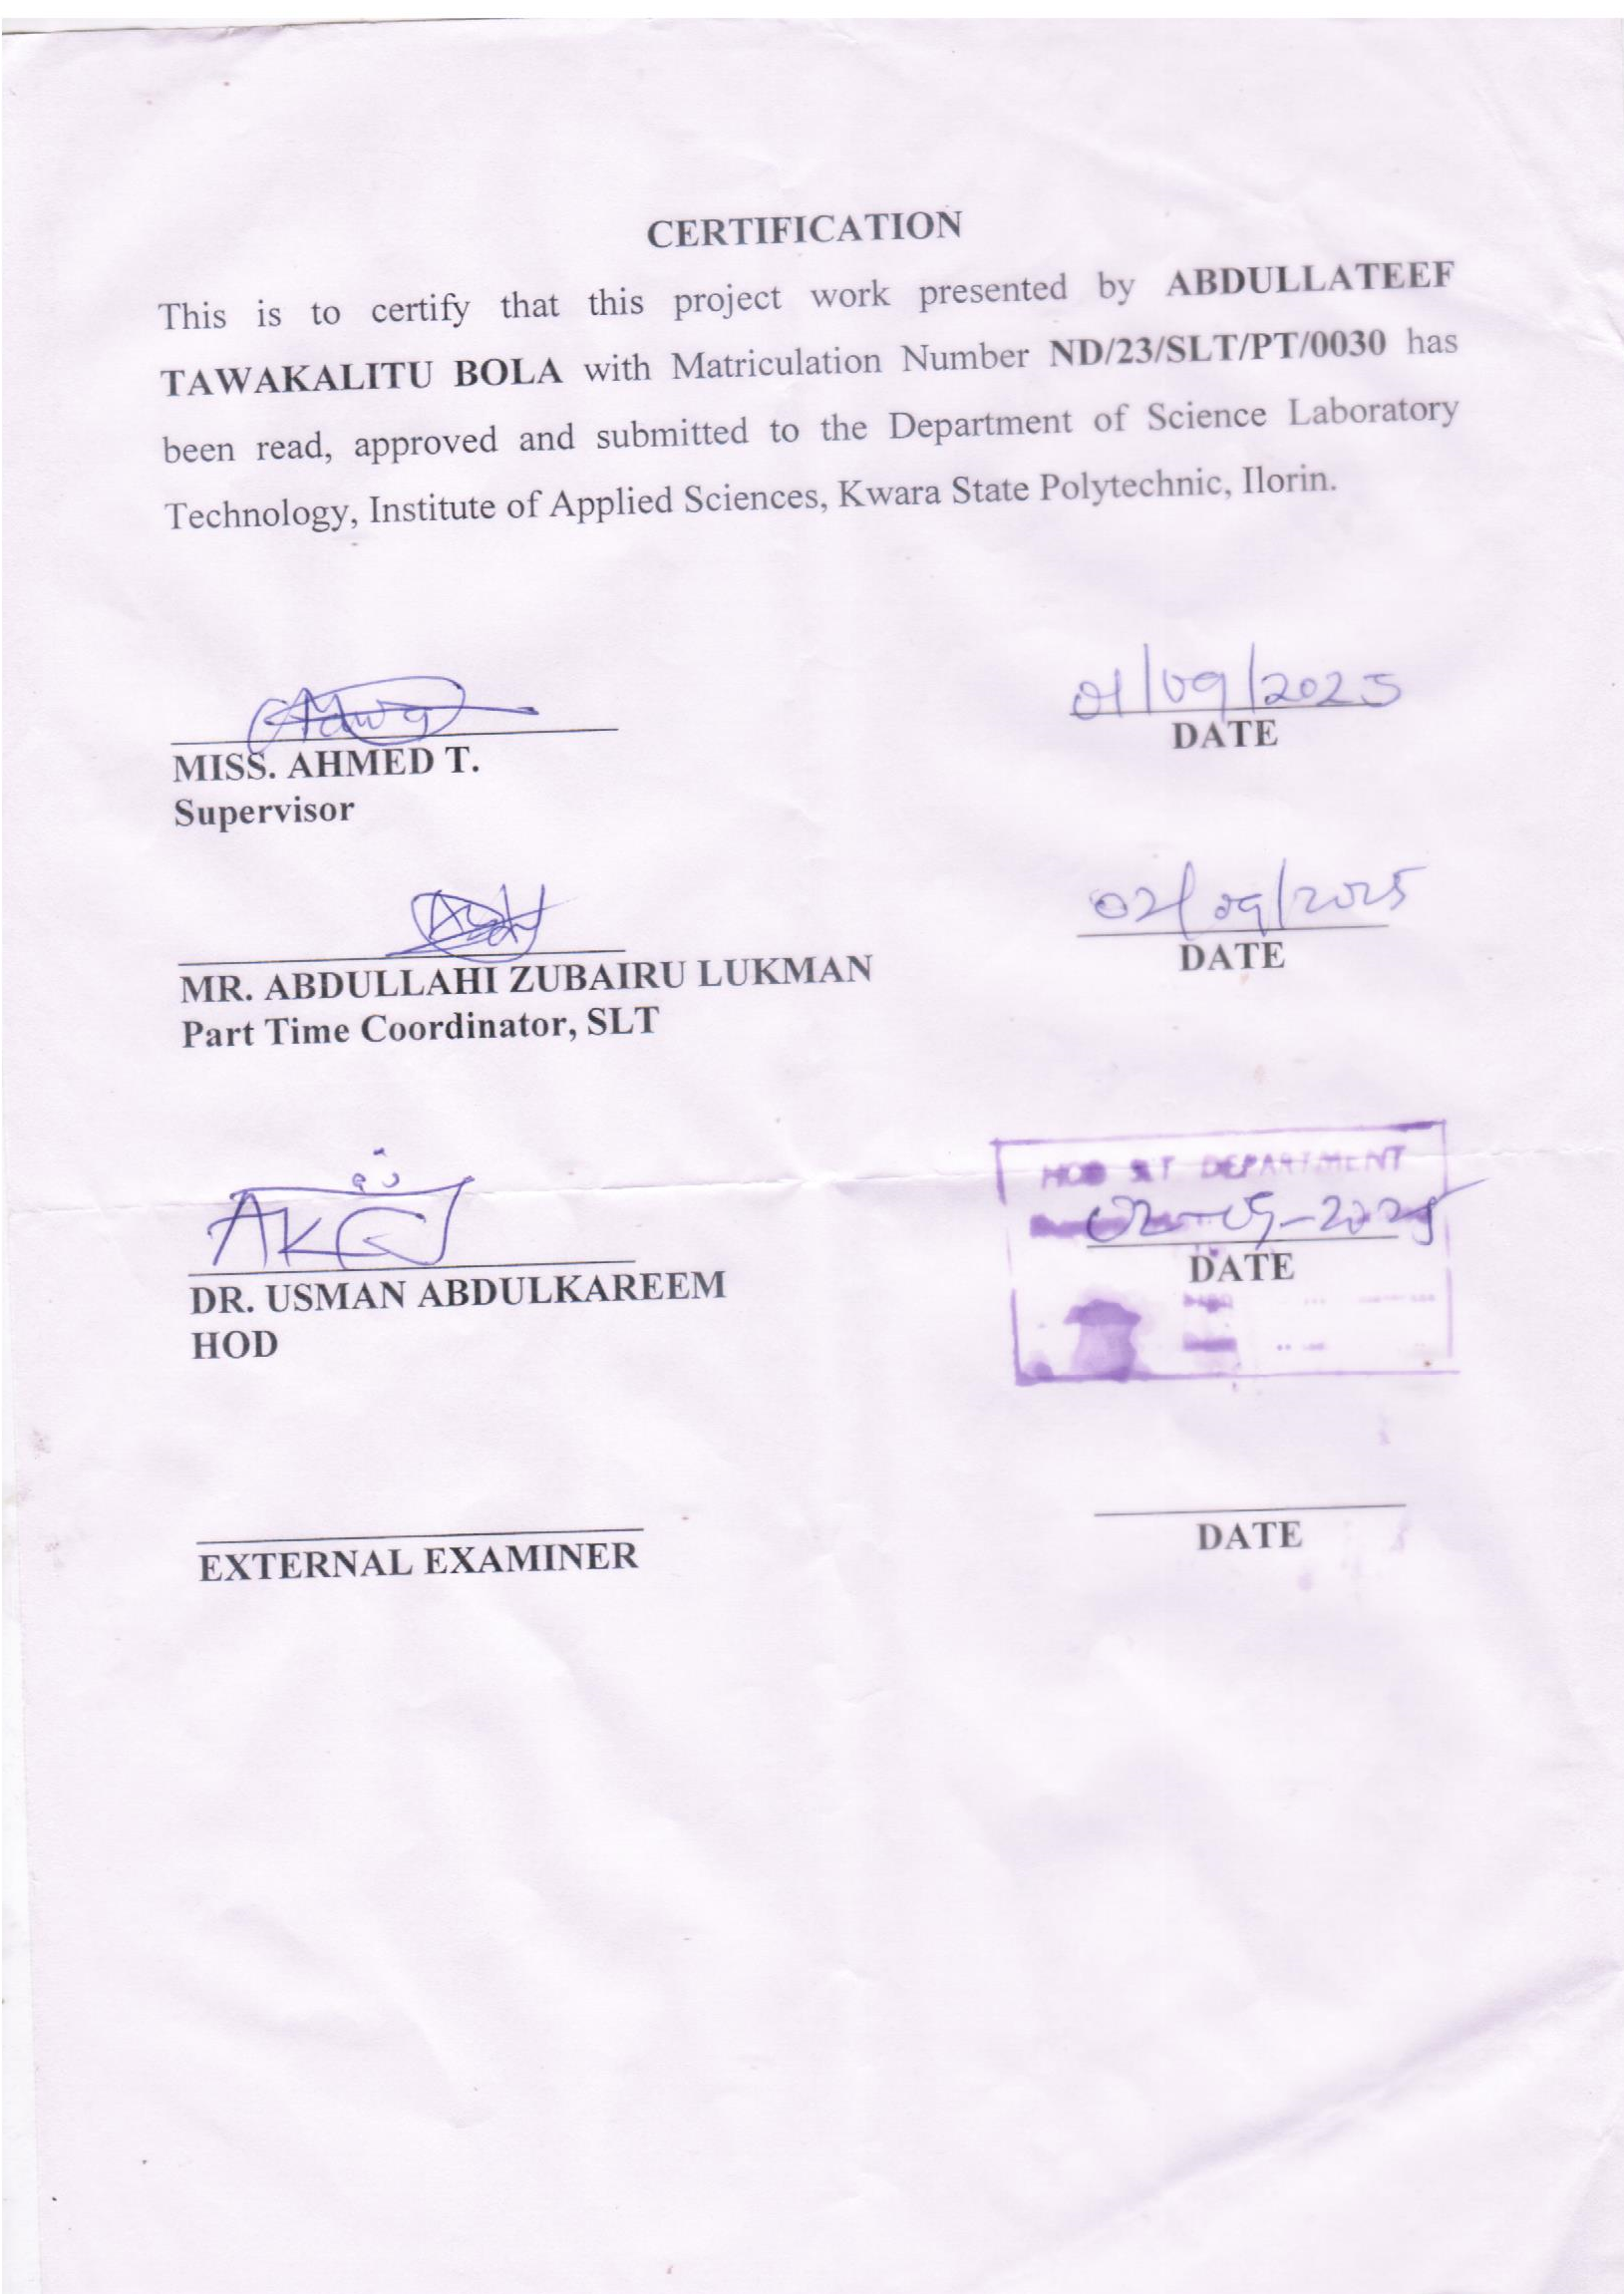 CERTIFICATION
This is to certify that this project work presented by ABDULLATEEF
TAWAKALITU BOLA with Matriculation Number ND/23/SLT/PT/0030 has
been read, approved and submitted to the Department of Science Laboratory
Technology, Institute of Applied Sciences, Kwara State Polytechnic, Ilorin.
01/09/2025
MISS. AHMED T.
DATE
Supervisor
02/09/2025
MR. ABDULLAHI ZUBAIRU LUKMAN
DATE
Part Time Coordinator, SLT
HOD SLT DEPARTMENT
02-09-2025
DR. USMAN ABDULKAREEM
DATE
HOD
EXTERNAL EXAMINER
DATE